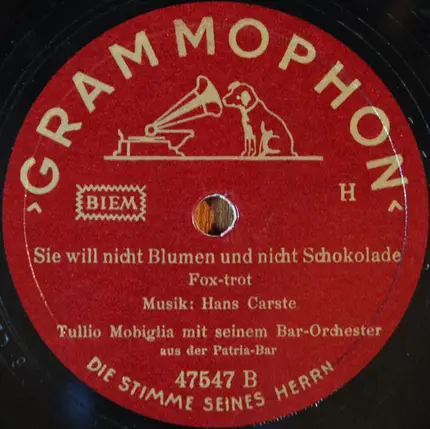 ›GRAMMOPHON‹
BIEM
H
Sie will nicht Blumen und nicht Schokolade
Fox-trot
Musik: Hans Carste
Tullio Mobiglia mit seinem Bar-Orchester
aus der Patria-Bar
47547 B
DIE STIMME SEINES HERRN